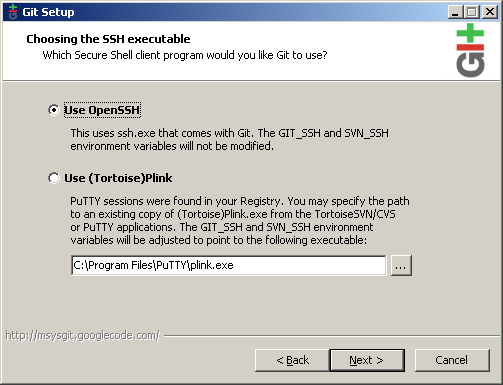 Git Setup
Choosing the SSH executable
Which Secure Shell client program would you like Git to use?
Git
Use OpenSSH
This uses ssh.exe that comes with Git. The GIT_SSH and SVN_SSH
environment variables will not be modified.
Use (Tortoise)Plink
PuTTY sessions were found in your Registry. You may specify the path
to an existing copy of (Tortoise)Plink.exe from the TortoiseSVN/CVS
or PuTTY applications. The GIT_SSH and SVN_SSH environment
variables will be adjusted to point to the following executable:
C:\Program Files\PuTTY\plink.exe
...
http://msysgit.googlecode.com/
< Back
Next >
Cancel